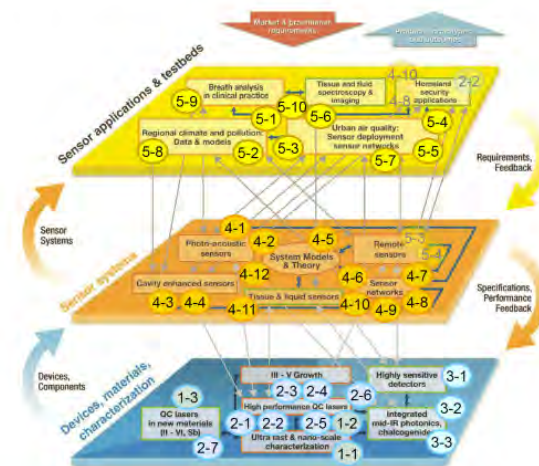 Market & governance
requirements
5-9
Breath analysis
in clinical practice
5-10
Tissue and fluid
spectroscopy &
imaging
4-10
Homeland
security
applications
2-2
5-1
5-6
4-8
5-4
Regional climate and pollution:
Data & models
Urban air quality:
Sensor deployment
sensor networks
5-8
5-2
5-3
5-7
5-5
Sensor applications & testbeds
Requirements,
Feedback
Sensor
Systems
4-1
Photo-acoustic
sensors
4-2
4-5
System Models
& Theory
Remote
sensors
5-3
5-4
4-12
4-6
4-7
Cavity enhanced sensors
Sensor
networks
4-3
4-4
4-11
Tissue & liquid sensors
4-10
4-9
4-8
Sensor systems
Specifications,
Performance
Feedback
Devices,
Components
III - V Growth
Highly sensitive
detectors
3-1
1-3
2-3
2-4
2-6
High performance QC lasers
3-2
QC lasers
in new materials
(II - VI, Sb)
2-1
2-2
2-5
1-2
Integrated
mid-IR photonics,
chalcogenide
Ultra fast & nano-scale
characterization
3-3
2-7
1-1
Devices, materials,
characterization